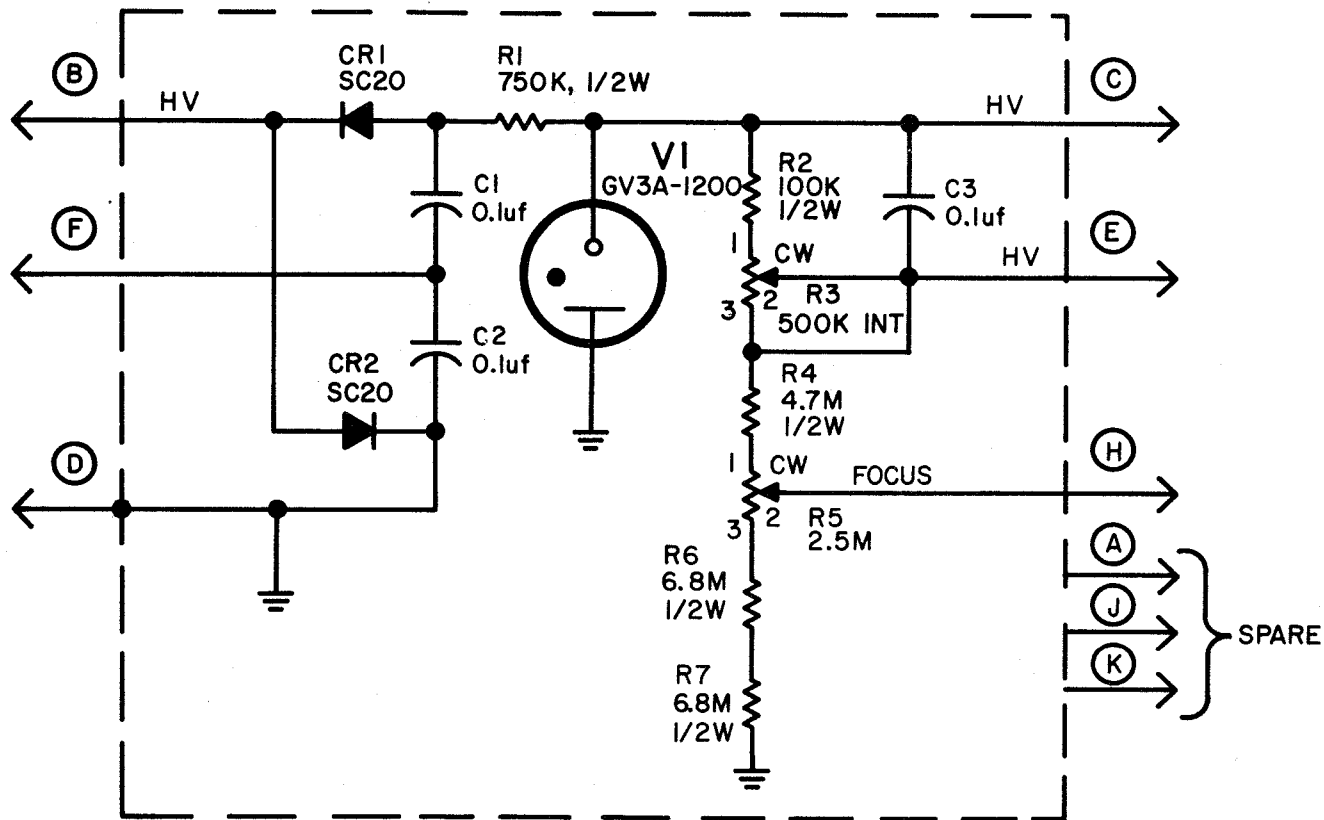 B
HV
CR1
SC20
R1
750K, 1/2W
HV
C
F
C1
0.1uf
V1
GV3A-1200
R2
100K
1/2W
C3
0.1uf
E
HV
1
CW
2
3
R3
500K INT
C2
0.1uf
CR2
SC20
R4
4.7M
1/2W
D
1
CW
FOCUS
H
2
3
R5
2.5M
R6
6.8M
1/2W
A
J
K
SPARE
R7
6.8M
1/2W